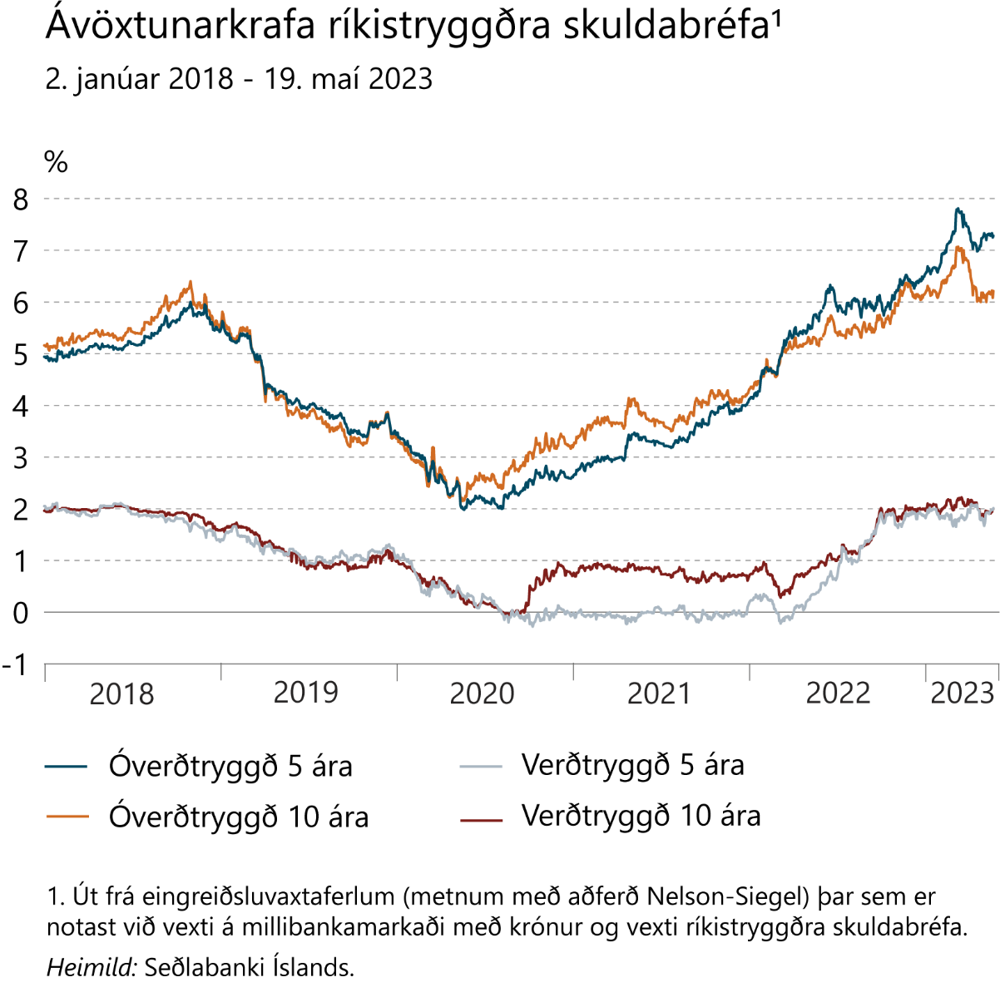 Ávöxtunarkrafa ríkistryggðra skuldabréfa¹
2. janúar 2018 - 19. maí 2023
%
8
7
6
5
4
3
2
1
0
-1
2018 2019 2020 2021 2022 2023
Óverðtryggð 5 ára Verðtryggð 5 ára
Óverðtryggð 10 ára Verðtryggð 10 ára
1. Út frá eingreiðsluvaxtaferlum (metnum með aðferð Nelson-Siegel) þar sem er
notast við vexti á millibankamarkaði með krónur og vexti ríkistryggðra skuldabréfa.
Heimild: Seðlabanki Íslands.